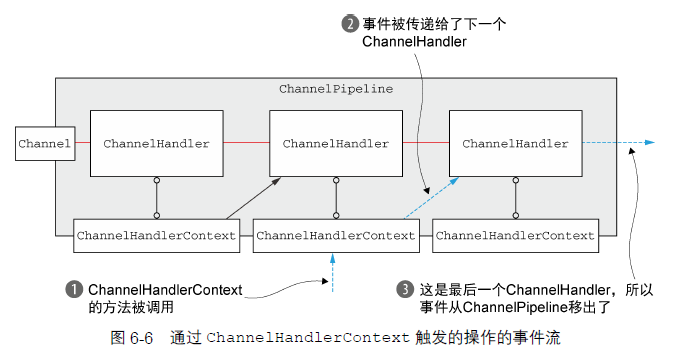 ❷ 事件被传递给了下一个
ChannelHandler
ChannelPipeline
Channel
ChannelHandler
ChannelHandler
ChannelHandler
ChannelHandlerContext
ChannelHandlerContext
ChannelHandlerContext
❶ ChannelHandlerContext
的方法被调用
❸ 这是最后一个ChannelHandler，所以
事件从ChannelPipeline移出了
图 6-6 通过 ChannelHandlerContext 触发的操作的事件流